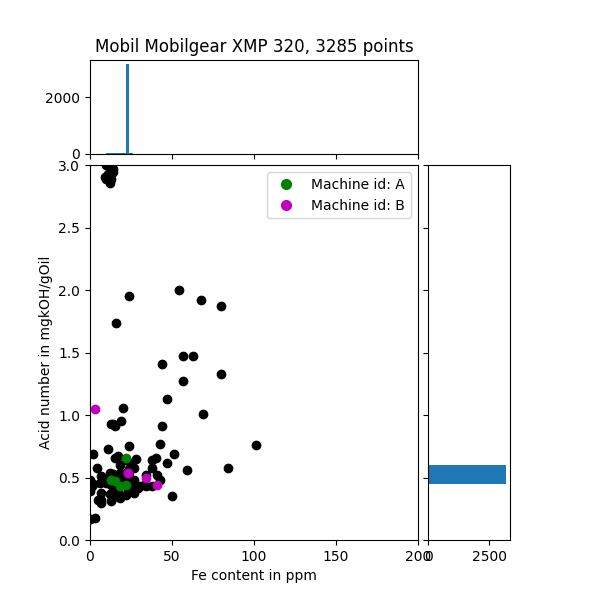 Mobil Mobilgear XMP 320, 3285 points
2000
0
3.0
2.5
2.0
1.5
1.0
0.5
0.0
Acid number in mgkOH/gOil
Machine id: A
Machine id: B
0 50 100 150 200
0 2500
Fe content in ppm